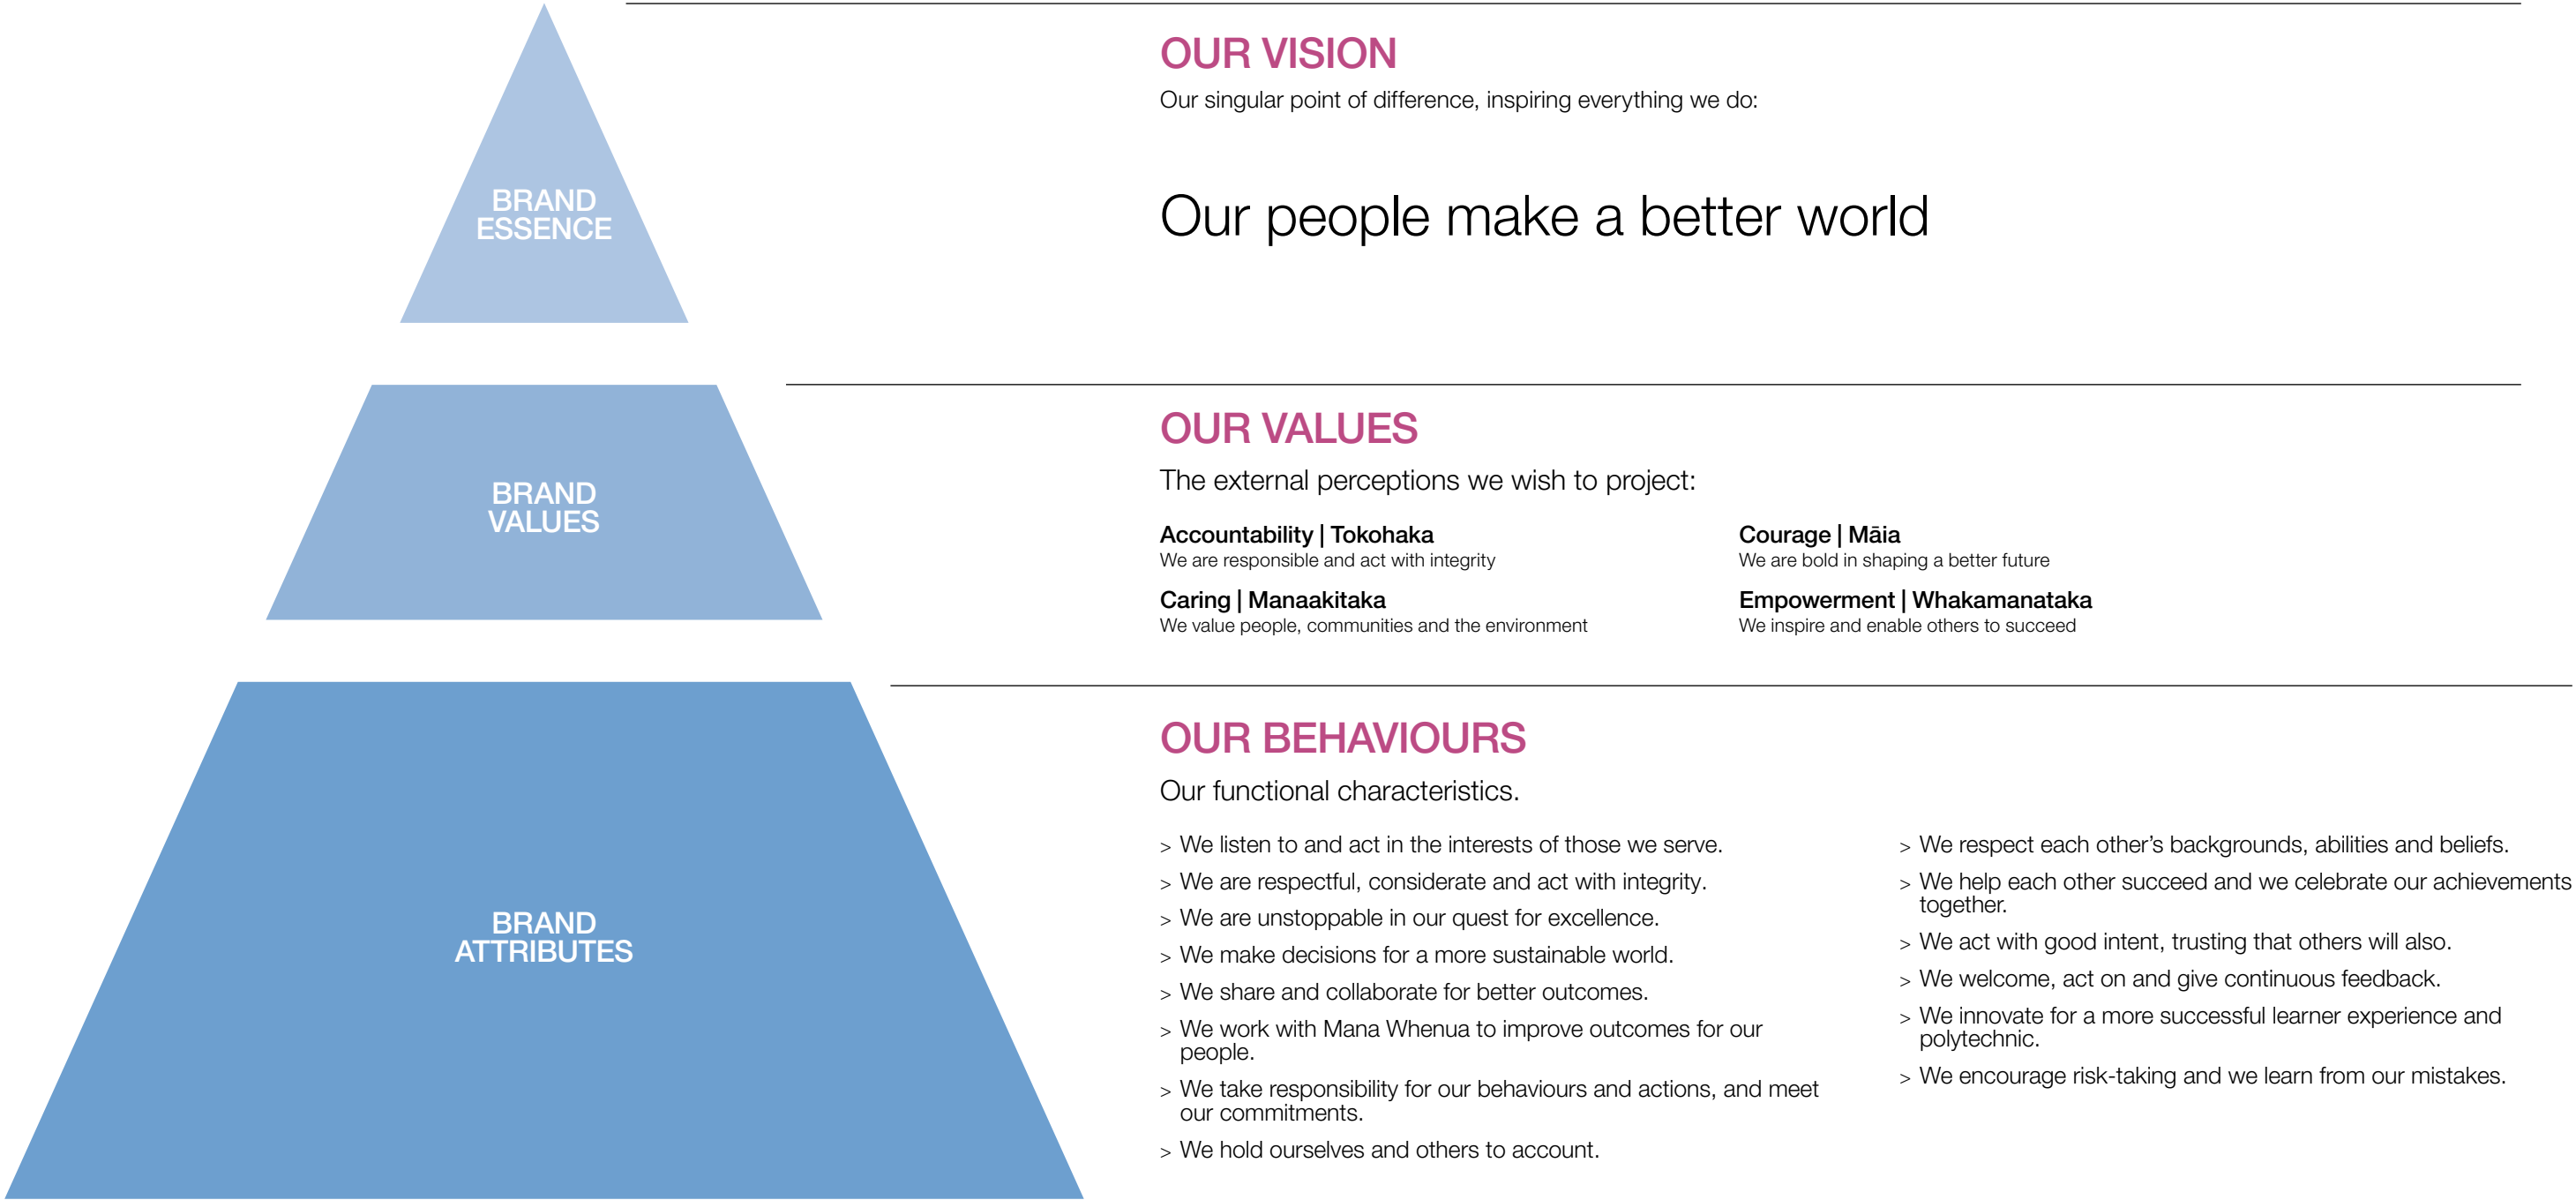 BRAND
ESSENCE
OUR VISION
Our singular point of difference, inspiring everything we do:
Our people make a better world
BRAND
VALUES
OUR VALUES
The external perceptions we wish to project:
Accountability | Tokohaka
We are responsible and act with integrity
Caring | Manaakitaka
We value people, communities and the environment
Courage | Māia
We are bold in shaping a better future
Empowerment | Whakamanataka
We inspire and enable others to succeed
BRAND
ATTRIBUTES
OUR BEHAVIOURS
Our functional characteristics.
> We listen to and act in the interests of those we serve.
> We are respectful, considerate and act with integrity.
> We are unstoppable in our quest for excellence.
> We make decisions for a more sustainable world.
> We share and collaborate for better outcomes.
> We work with Mana Whenua to improve outcomes for our
people.
> We take responsibility for our behaviours and actions, and meet
our commitments.
> We hold ourselves and others to account.
> We respect each other’s backgrounds, abilities and beliefs.
> We help each other succeed and we celebrate our achievements
together.
> We act with good intent, trusting that others will also.
> We welcome, act on and give continuous feedback.
> We innovate for a more successful learner experience and
polytechnic.
> We encourage risk-taking and we learn from our mistakes.